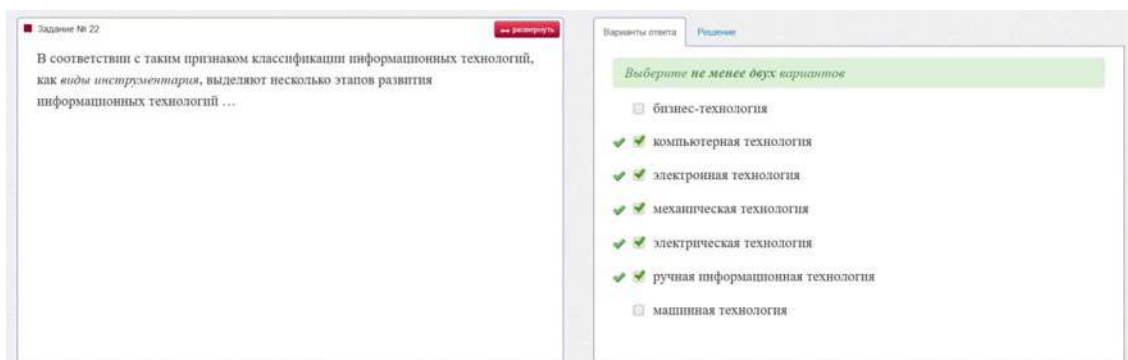 Задание № 22
развернуть
В соответствии с таким признаком классификации информационных технологий,
как виды инструментария, выделяют несколько этапов развития
информационных технологий …
Варианты ответа
Решение
Выберите не менее двух вариантов
бизнес-технология
компьютерная технология
электронная технология
механическая технология
электрическая технология
ручная информационная технология
машинная технология